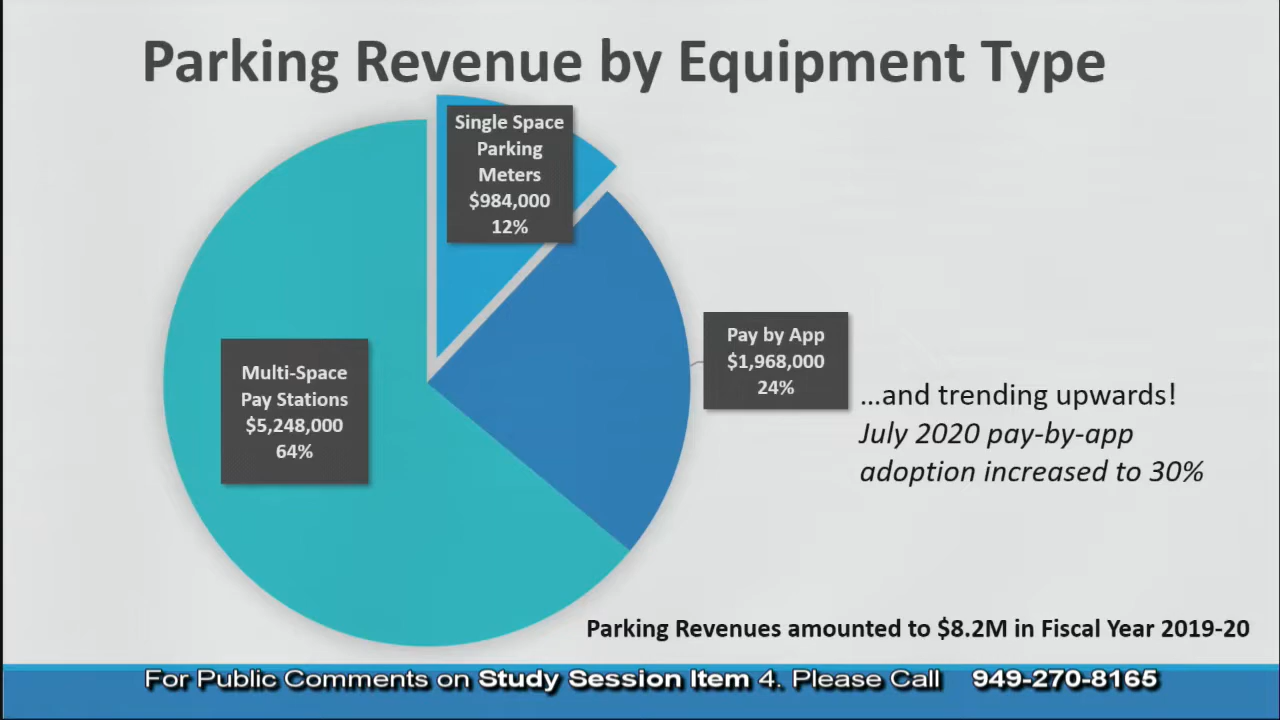 Parking Revenue by Equipment Type
Single Space
Parking
Meters
$984,000
12%
Pay by App
$1,968,000
24%
Multi-Space
Pay Stations
$5,248,000
64%
...and trending upwards!
July 2020 pay-by-app
adoption increased to 30%
Parking Revenues amounted to $8.2M in Fiscal Year 2019-20
For Public Comments on Study Session Item 4. Please Call 949-270-8165